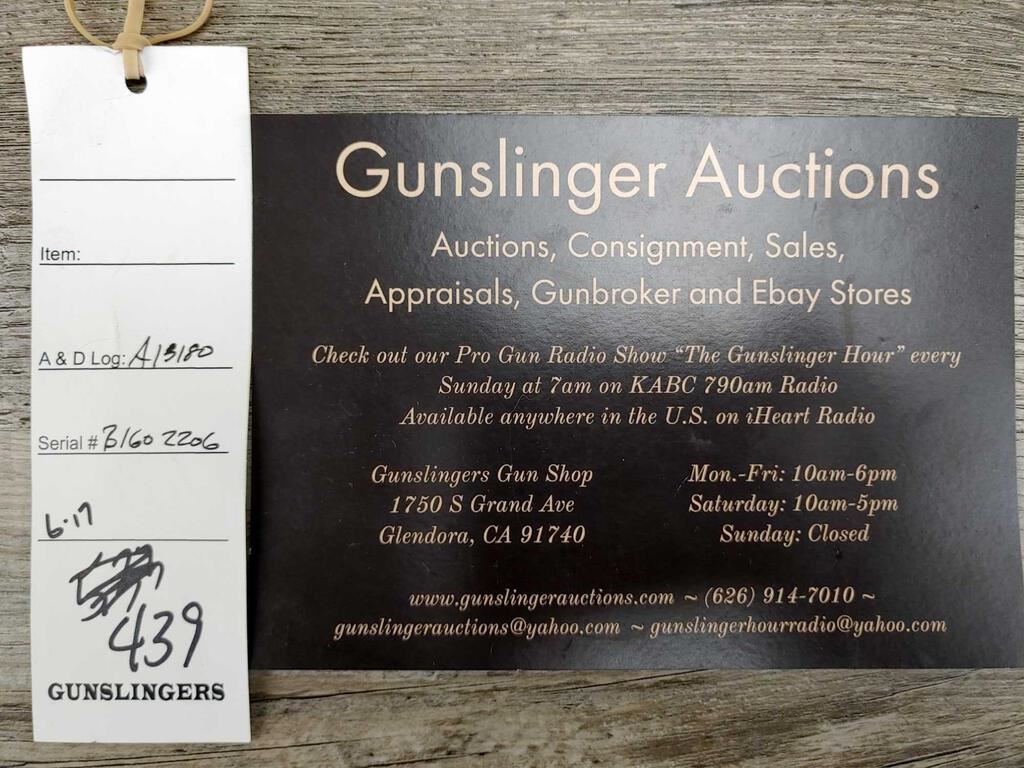 Item:
A & D Log: A13180
Serial # B1602206
6·17
439
GUNSLINGERS
Gunslinger Auctions
Auctions, Consignment, Sales,
Appraisals, Gunbroker and Ebay Stores
Check out our Pro Gun Radio Show “The Gunslinger Hour” every
Sunday at 7am on KABC 790am Radio
Available anywhere in the U.S. on iHeart Radio
Gunslingers Gun Shop
1750 S Grand Ave
Glendora, CA 91740
Mon.-Fri: 10am-6pm
Saturday: 10am-5pm
Sunday: Closed
www.gunslingerauctions.com ~ (626) 914-7010 ~
gunslingerauctions@yahoo.com ~ gunslingerhourradio@yahoo.com